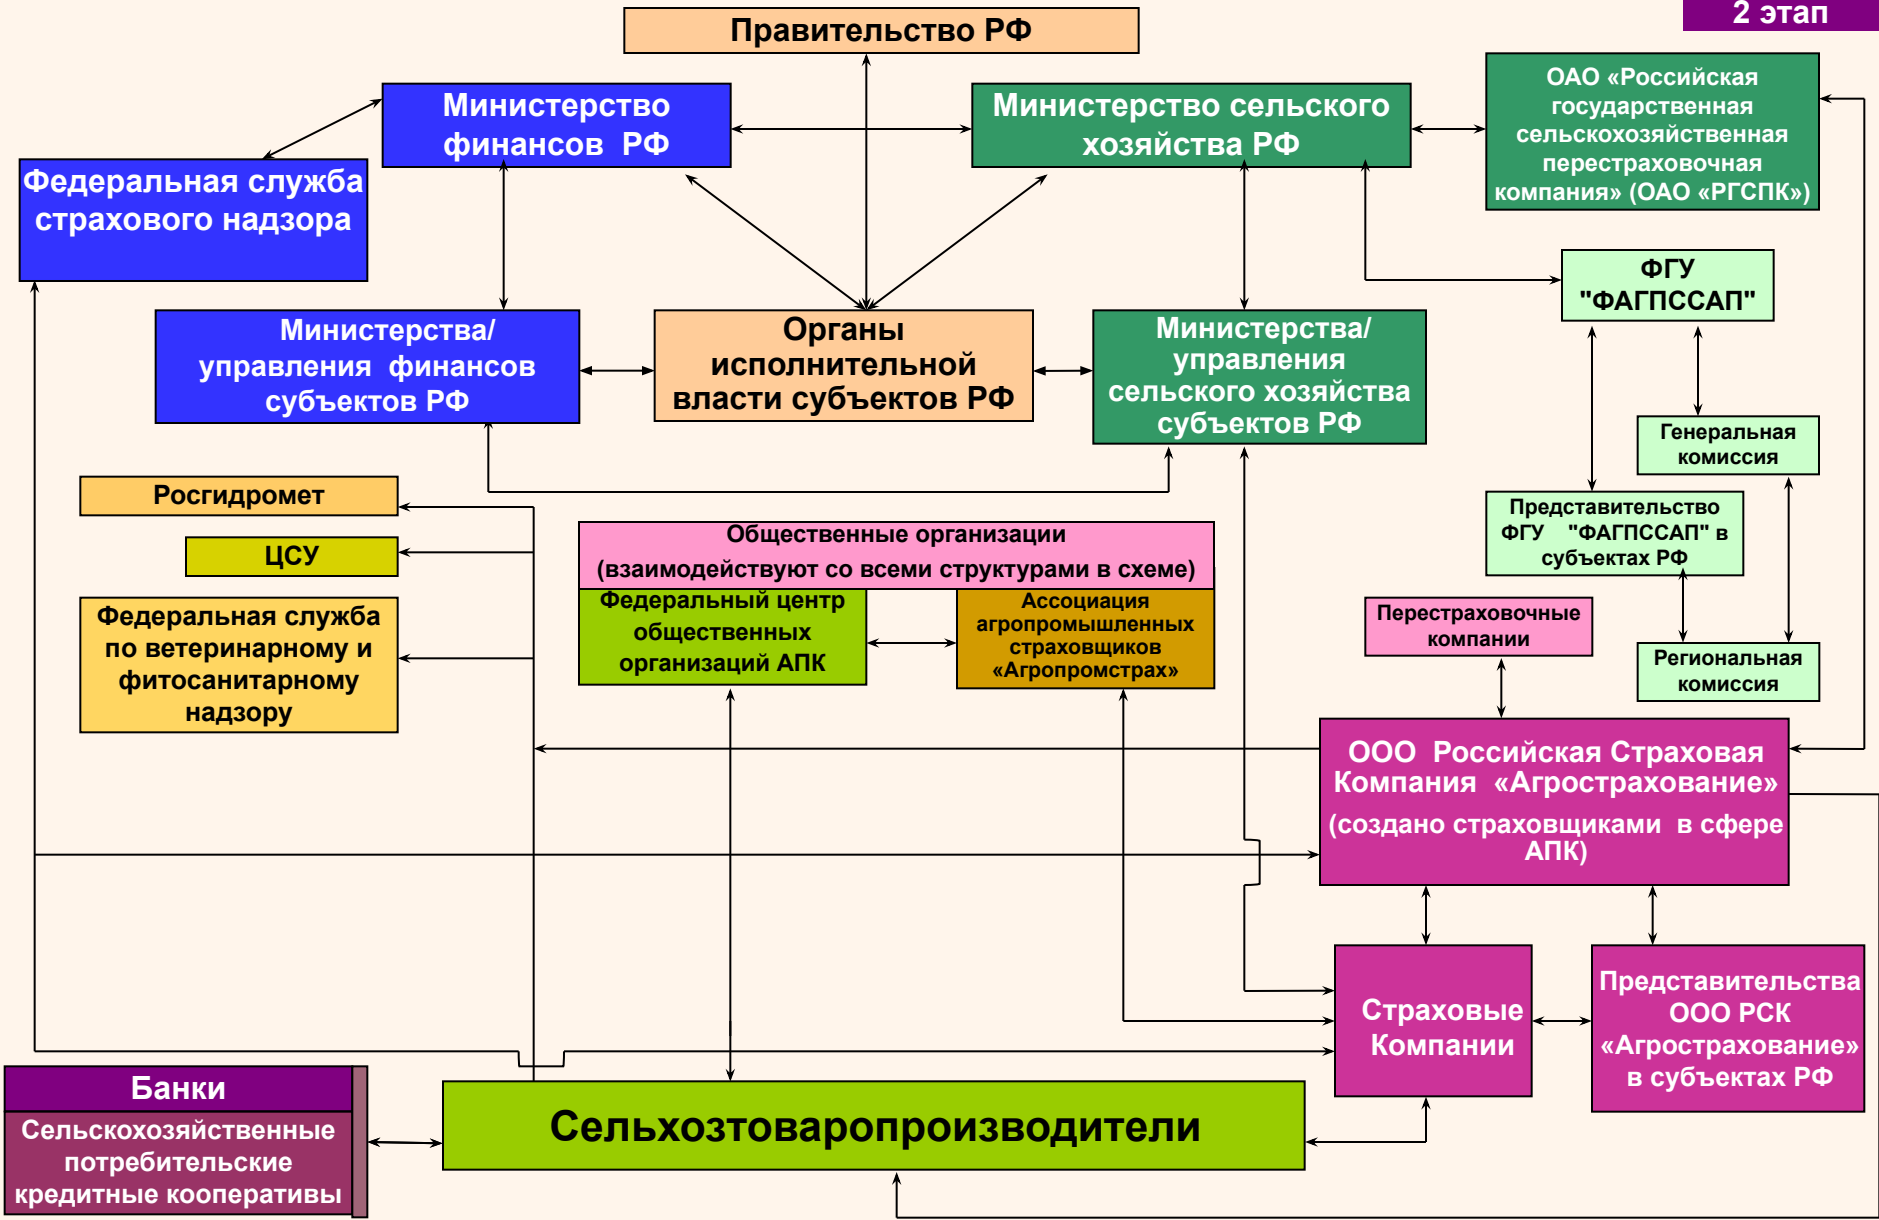 2 этап
Правительство РФ
Министерство
финансов РФ
Министерство сельского
хозяйства РФ
ОАО «Российская
государственная
сельскохозяйственная
перестраховочная
компания» (ОАО «РГСПК»)
Федеральная служба
страхового надзора
ФГУ
"ФАГПССАП"
Министерства/
управления финансов
субъектов РФ
Органы
исполнительной
власти субъектов РФ
Министерства/
управления
сельского хозяйства
субъектов РФ
Генеральная
комиссия
Росгидромет
Представительство
ФГУ "ФАГПССАП" в
субъектах РФ
Общественные организации
(взаимодействуют со всеми структурами в схеме)
ЦСУ
Федеральный центр
общественных
организаций АПК
Ассоциация
агропромышленных
страховщиков
«Агропромстрах»
Федеральная служба
по ветеринарному и
фитосанитарному
надзору
Перестраховочные
компании
Региональная
комиссия
ООО Российская Страховая
Компания «Агрострахование»
(создано страховщиками в сфере
АПК)
Страховые
Компании
Представительства
ООО РСК
«Агрострахование»
в субъектах РФ
Банки
Сельскохозяйственные
потребительские
кредитные кооперативы
Сельхозтоваропроизводители